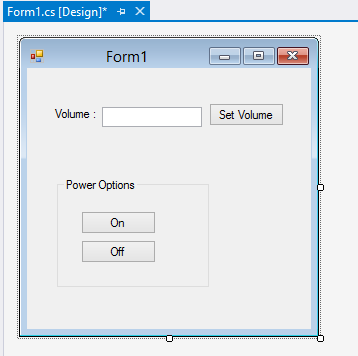 Form1.cs [Design]*
Form1
Volume :
Set Volume
Power Options
On
Off